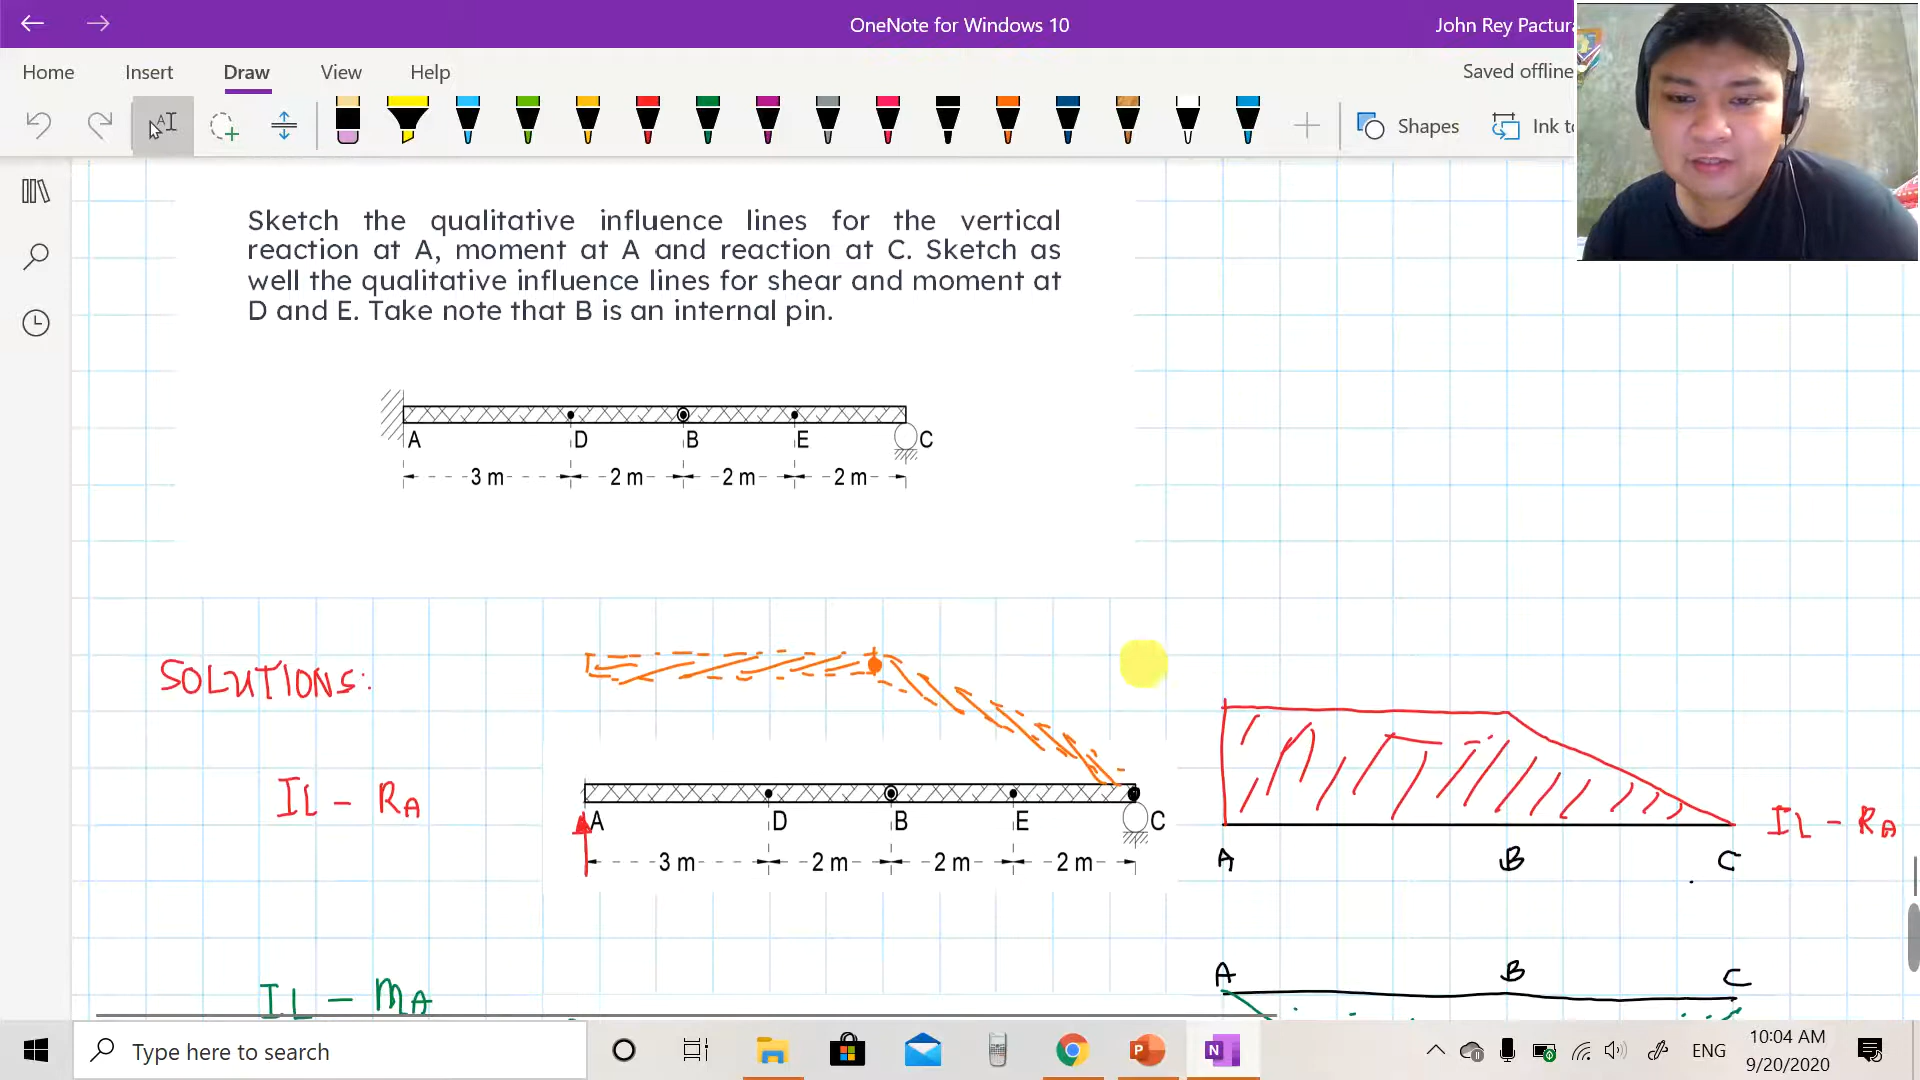 OneNote for Windows 10
John Rey Pactura
Home Insert Draw View Help
Saved offline
Shapes
Ink to
Sketch the qualitative influence lines for the vertical
reaction at A, moment at A and reaction at C. Sketch as
well the qualitative influence lines for shear and moment at
D and E. Take note that B is an internal pin.
A D B E C
3 m 2 m 2 m 2 m
SOLUTIONS:
IL - RA
A D B E C
3 m 2 m 2 m 2 m
IL - RA
A B C
IL - MA
A B C
Type here to search
ENG
10:04 AM
9/20/2020